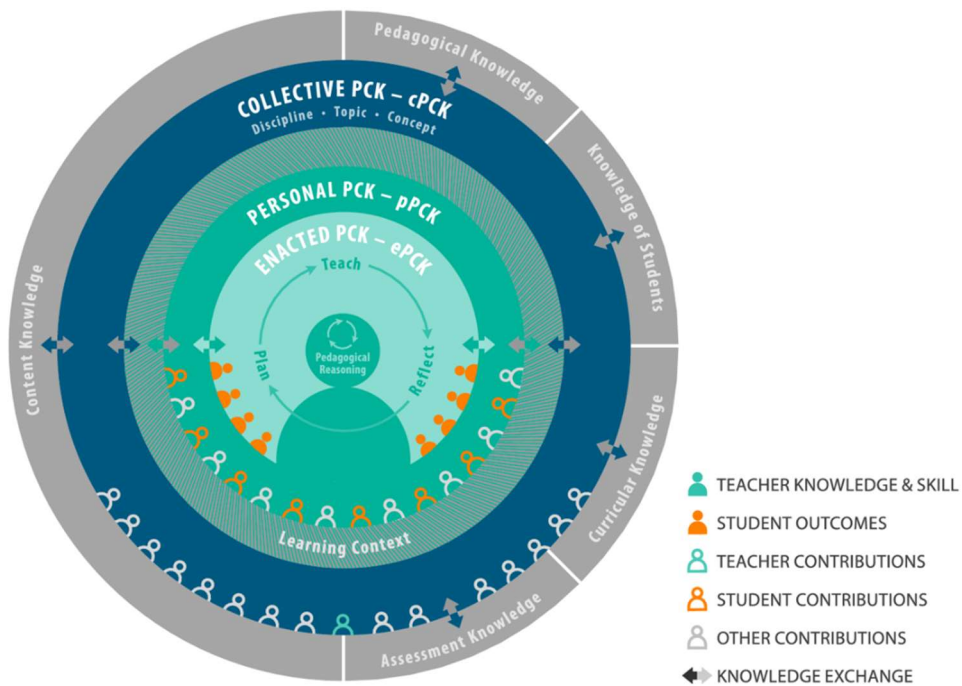 Pedagogical Knowledge
COLLECTIVE PCK – cPCK
Discipline • Topic • Concept
Knowledge of Students
PERSONAL PCK – pPCK
ENACTED PCK – ePCK
Teach
Content Knowledge
Pedagogical
Reasoning
Plan
Reflect
Curricular Knowledge
Learning Context
Assessment Knowledge
TEACHER KNOWLEDGE & SKILL
STUDENT OUTCOMES
TEACHER CONTRIBUTIONS
STUDENT CONTRIBUTIONS
OTHER CONTRIBUTIONS
KNOWLEDGE EXCHANGE